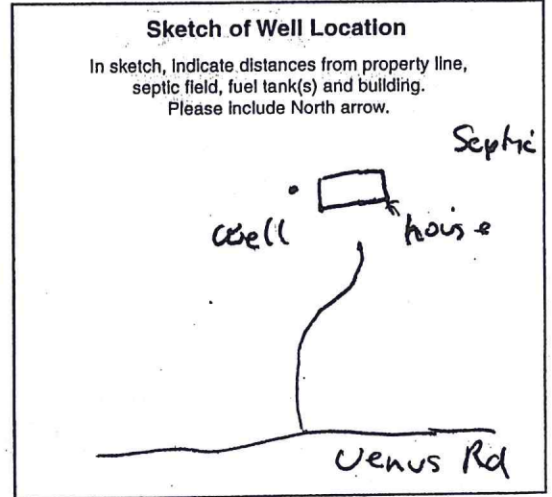 Sketch of Well Location
In sketch, indicate distances from property line,
septic field, fuel tank(s) and building.
Please include North arrow.
Septic
well house
Venus Rd